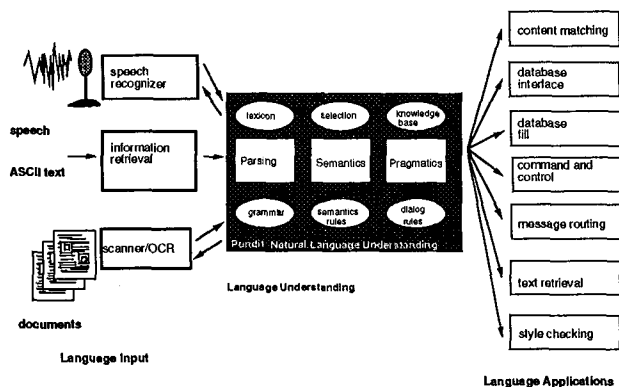 speech
recognizer
speech
ASCII text
information
retrieval
scanner/OCR
documents
Language Input
lexicon
selection
knowledge
base
Parsing
Semantics
Pragmatics
grammar
semantics
rules
dialog
rules
Pundit Natural Language Understanding
Language Understanding
content matching
database
interface
database
fill
command and
control
message routing
text retrieval
style checking
Language Applications